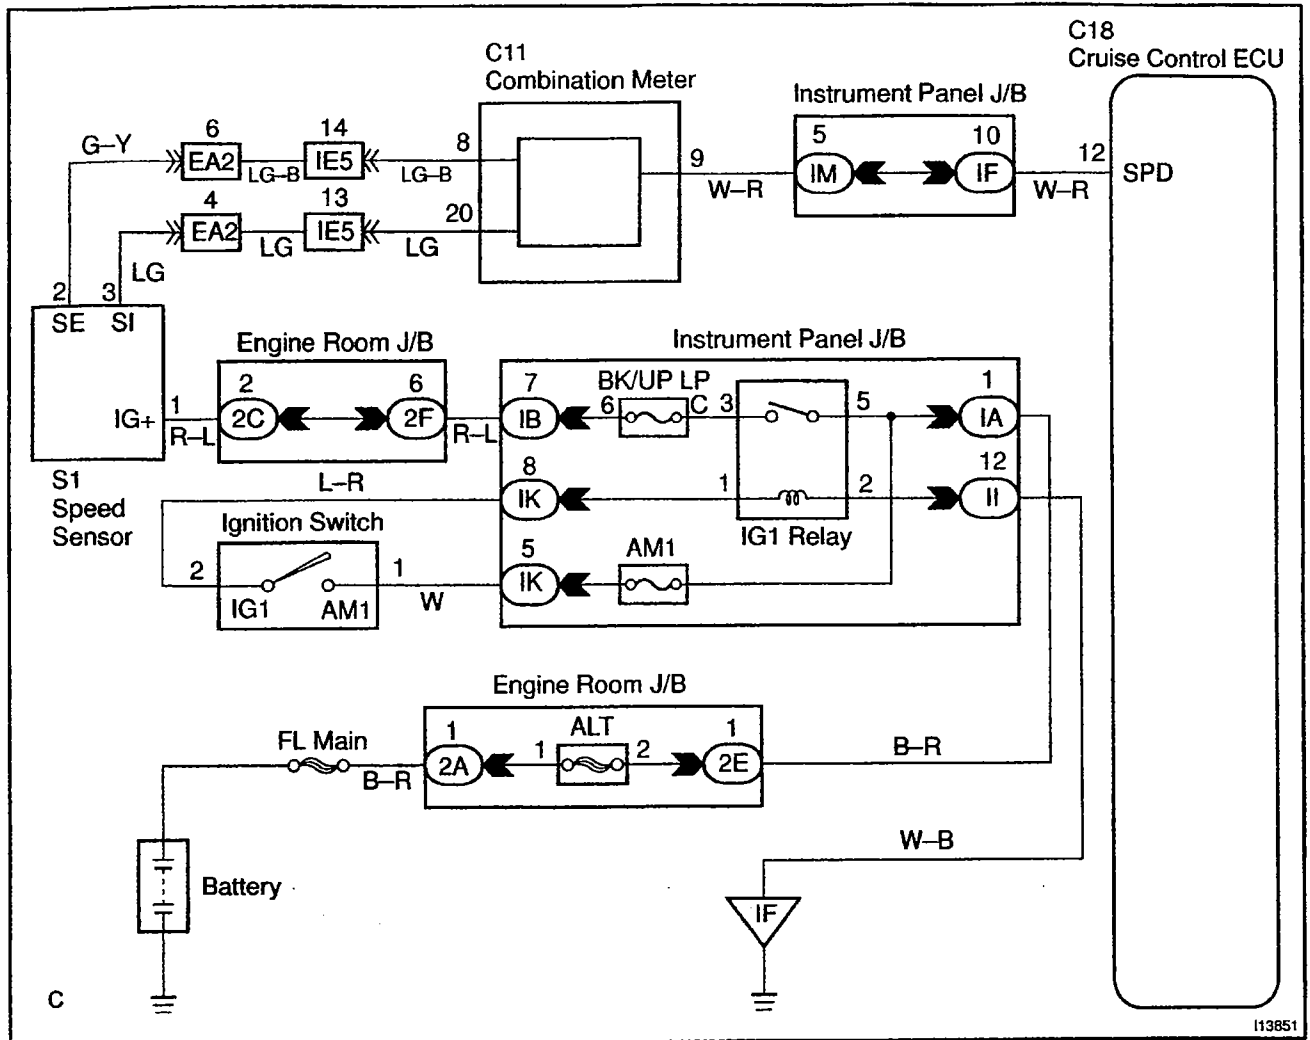 C18
Cruise Control ECU
C11
Combination Meter
Instrument Panel J/B
G–Y
6
EA2
LG–B
14
IE5
LG–B
8
9
W–R
5
IM
10
IF
12
W–R
SPD
4
EA2
LG
13
IE5
LG
20
LG
2
3
SE
SI
IG+
1
R–L
S1
Speed
Sensor
Engine Room J/B
2
2C
6
2F
R–L
Instrument Panel J/B
7
IB
BK/UP LP
6
C
3
5
1
IA
L–R
8
IK
1
2
12
II
IG1 Relay
Ignition Switch
2
IG1
AM1
1
W
5
IK
AM1
Engine Room J/B
FL Main
B–R
1
2A
ALT
1
2
1
2E
B–R
W–B
Battery
IF
C
I13851